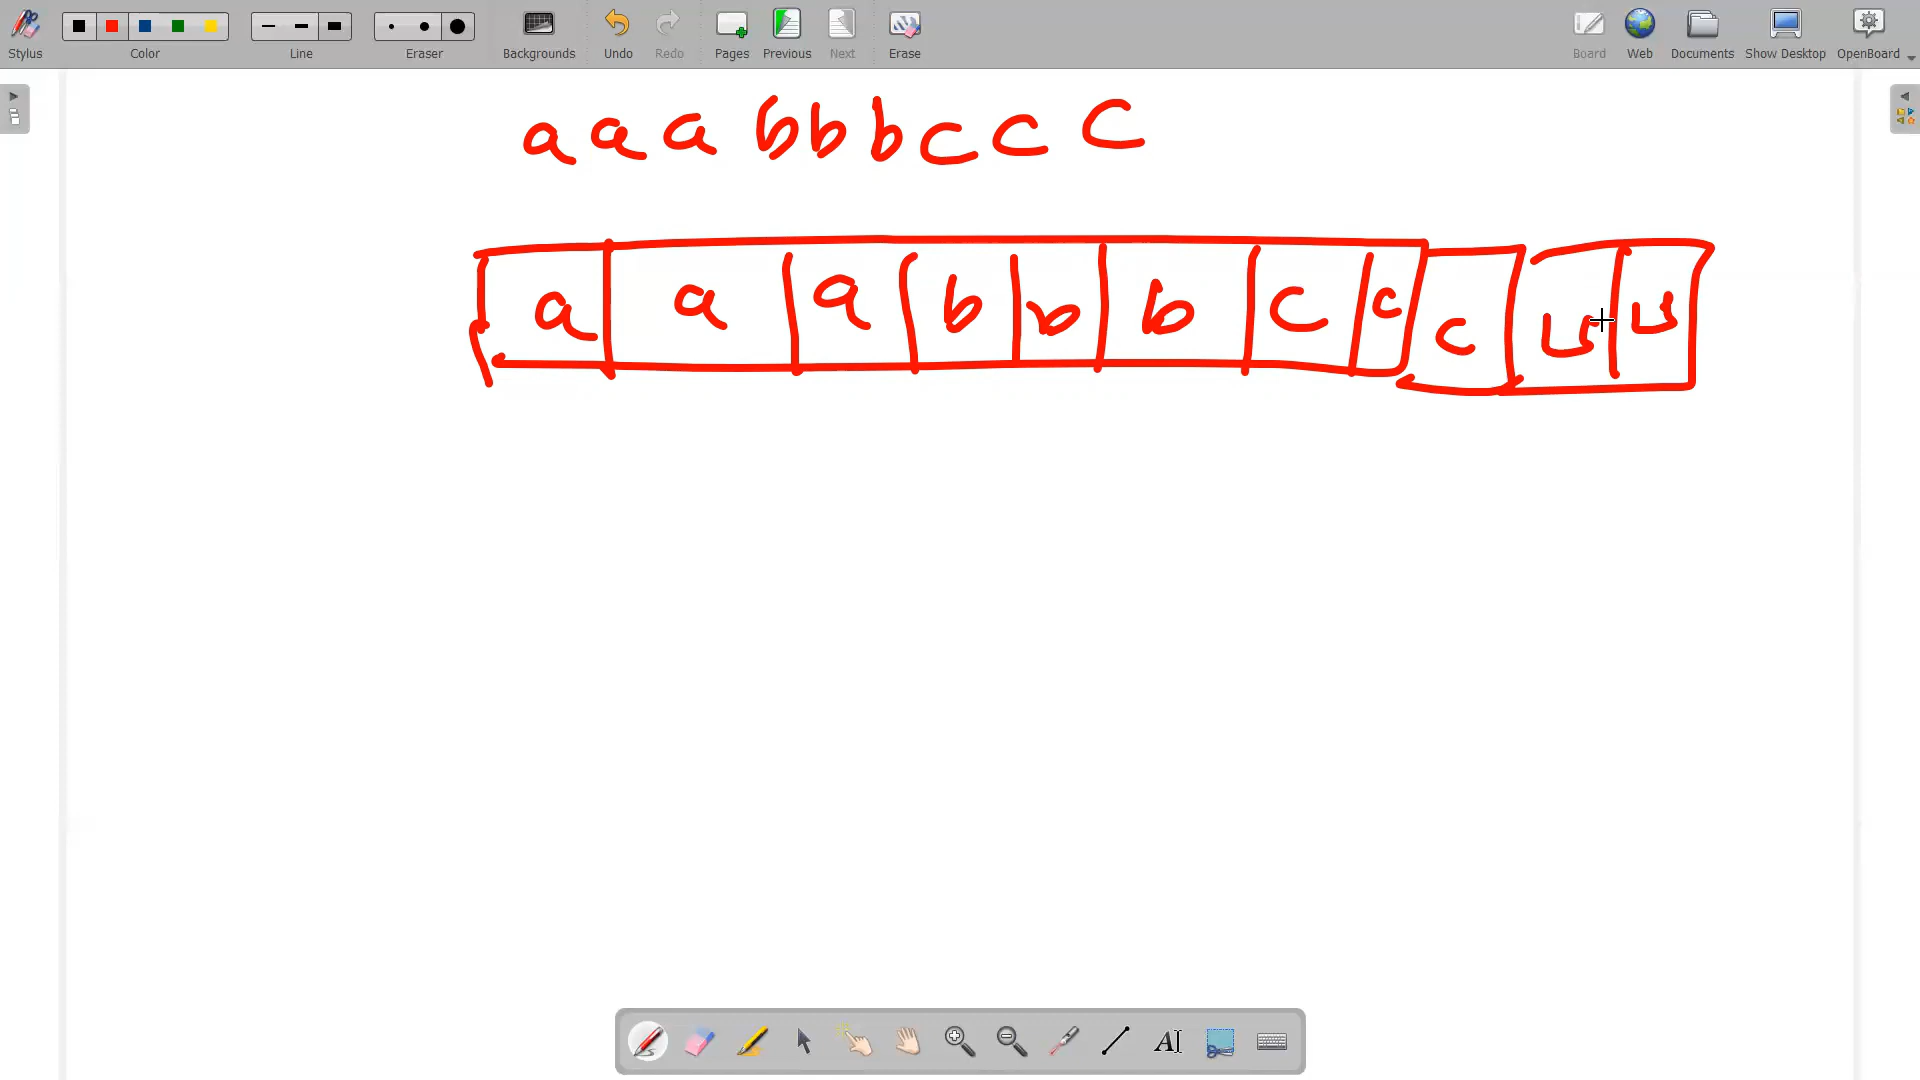 Stylus Color Line Eraser Backgrounds Undo Redo Pages Previous Next Erase Board Web Documents Show Desktop OpenBoard
a a a b b b c c c
a a a b b b c c c ⊔ ⊔